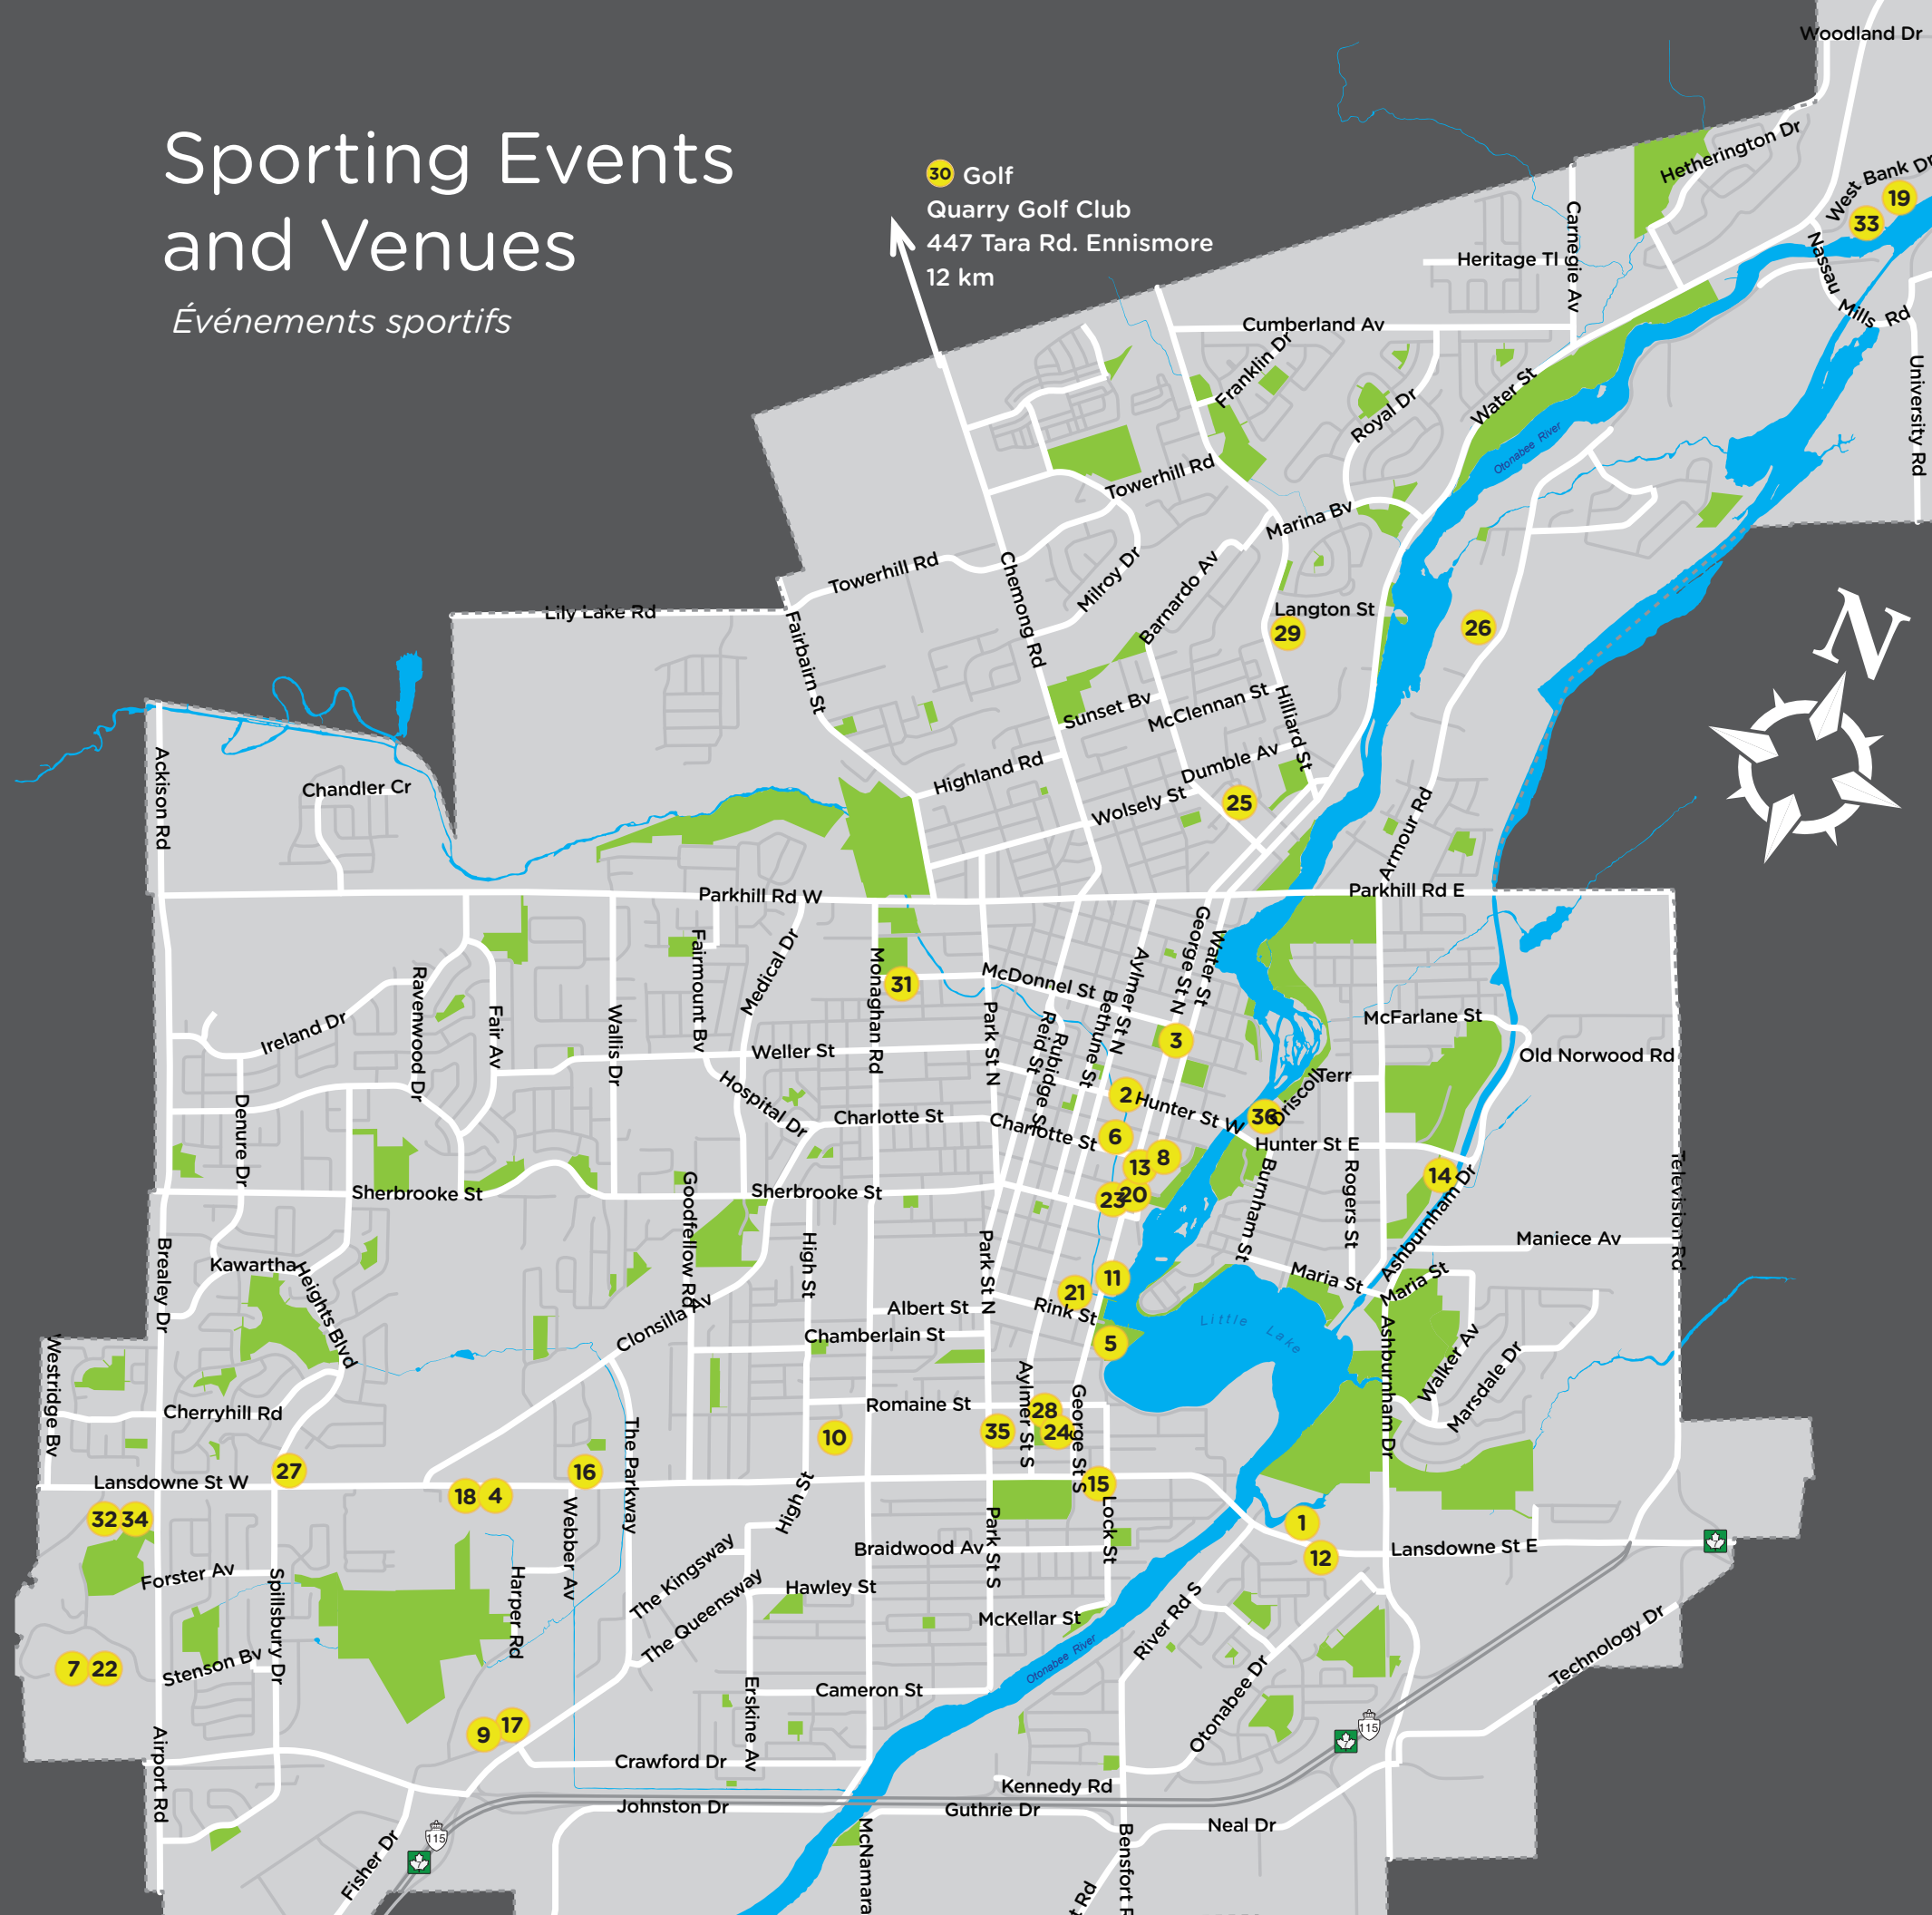 Sporting Events
and Venues
Événements sportifs
30 Golf
Quarry Golf Club
447 Tara Rd. Ennismore
12 km
Woodland Dr
Hetherington Dr
West Bank Dr
19
33
Carnegie Av
Heritage Tl
Nassau Mills Rd
University Rd
Cumberland Av
Franklin Dr
Royal Dr
Water St
Otonabee River
Towerhill Rd
Marina Bv
Chemong Rd
Milroy Dr
Barnardo Av
Towerhill Rd
Lily Lake Rd
Fairbairn St
Langton St
29
26
N
Sunset Bv
McClennan St
Hilliard St
Ackison Rd
Chandler Cr
Highland Rd
Dumble Av
Wolsely St
25
Armour Rd
Parkhill Rd W
Parkhill Rd E
Fairmount Bv
Medical Dr
Monaghan Rd
31
McDonnel St
Aylmer St N
George St N
Water St
Ravenwood Dr
Ireland Dr
Fair Av
Wallis Dr
Weller St
Park St N
Reid St
Rubidge St
Bethune St
3
McFarlane St
Old Norwood Rd
Denure Dr
Hospital Dr
Charlotte St
Charlotte St
2
Hunter St W
36
Driscoll Terr
6
8
13
Hunter St E
14
Sherbrooke St
Goodfellow Rd
Sherbrooke St
23
20
Burnham St
Rogers St
Ashburnham Dr
Television Rd
Brealey Dr
Kawartha Heights Blvd
High St
Park St N
11
21
Rink St
5
Little Lake
Maria St
Maria St
Maniece Av
Clonsilla Av
Albert St
Chamberlain St
Westridge Bv
Cherryhill Rd
The Parkway
Romaine St
10
35
Aylmer St S
28
24
George St S
Ashburnham Dr
Walker Av
Marsdale Dr
Lansdowne St W
27
18
4
16
15
32
34
Webber Av
High St
Park St S
Lock St
1
12
Lansdowne St E
Forster Av
Spillsbury Dr
Harper Rd
The Kingsway
Braidwood Av
Hawley St
The Queensway
McKellar St
River Rd S
Technology Dr
7
22
Stenson Bv
Otonabee River
Otonabee Dr
9
17
Erskine Av
Cameron St
115
Airport Rd
Crawford Dr
Kennedy Rd
Johnston Dr
Guthrie Dr
Neal Dr
115
Fisher Dr
McNamara
Bensfort R
t Rd